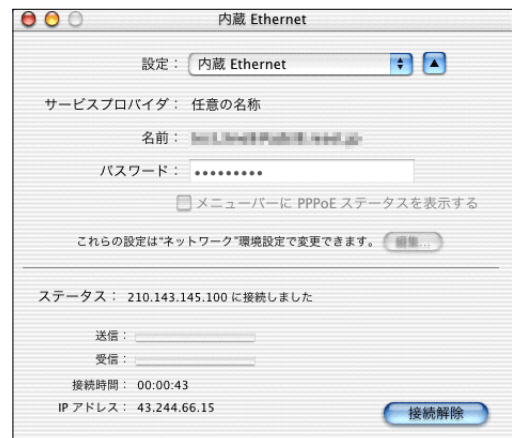 内蔵 Ethernet
設定： 内蔵 Ethernet
サービスプロバイダ： 任意の名称
名前：
パスワード： •••••••••
メニューバーに PPPoE ステータスを表示する
これらの設定は“ネットワーク”環境設定で変更できます。 編集...
ステータス： 210.143.145.100 に接続しました
送信：
受信：
接続時間： 00:00:43
IP アドレス： 43.244.66.15
接続解除